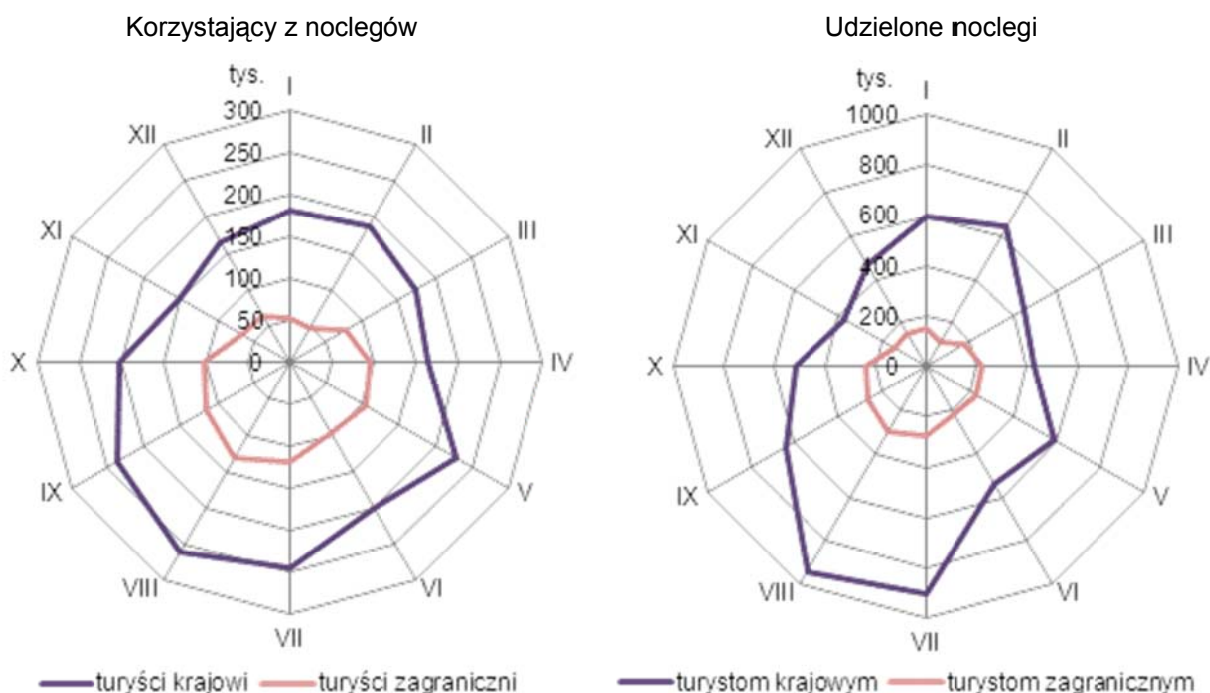 Korzystający z noclegów
tys.
I
II
III
IV
V
VI
VII
VIII
IX
X
XI
XII
300
250
200
150
100
50
0
turyści krajowi
turyści zagraniczni
Udzielone noclegi
tys.
I
II
III
IV
V
VI
VII
VIII
IX
X
XI
XII
1000
800
600
400
200
0
turystom krajowym
turystom zagranicznym